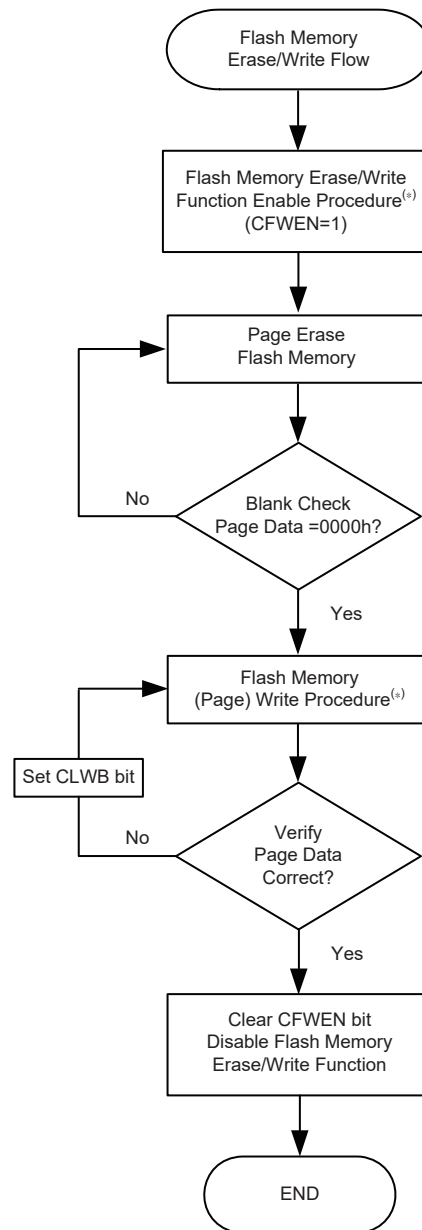 Flash Memory
Erase/Write Flow
Flash Memory Erase/Write
Function Enable Procedure(*)
(CFWEN=1)
Page Erase
Flash Memory
No
Blank Check
Page Data =0000h?
Yes
Flash Memory
(Page) Write Procedure(*)
Set CLWB bit
No
Verify
Page Data
Correct?
Yes
Clear CFWEN bit
Disable Flash Memory
Erase/Write Function
END